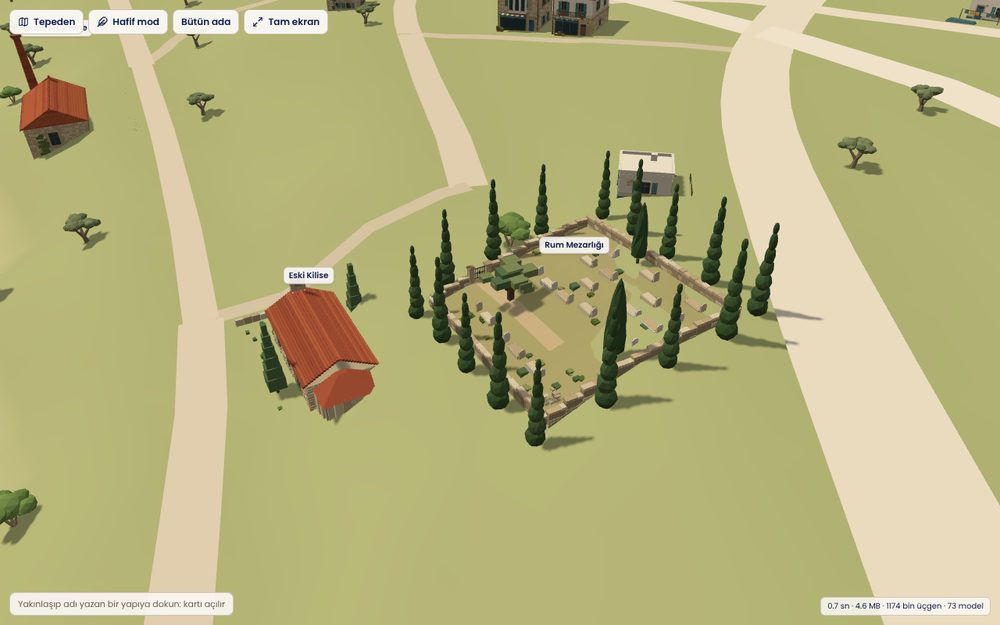 Tepeden
Hafif mod
Bütün ada
Tam ekran
Rum Mezarlığı
Eski Kilise
Yakınlaşıp adı yazan bir yapıya dokun: kartı açılır
0.7 sn · 4.6 MB · 1174 bin üçgen · 73 model